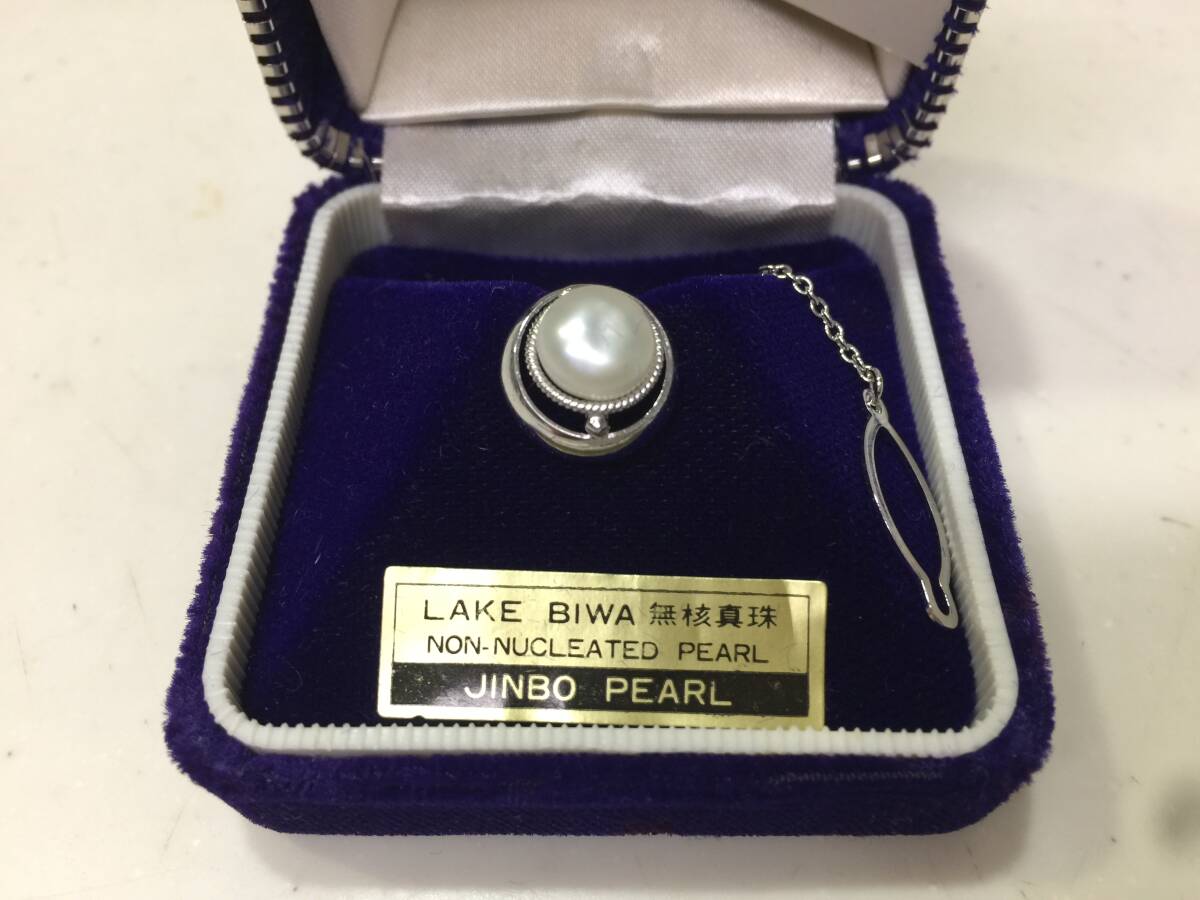 LAKE BIWA 無核真珠
NON-NUCLEATED PEARL
JINBO PEARL